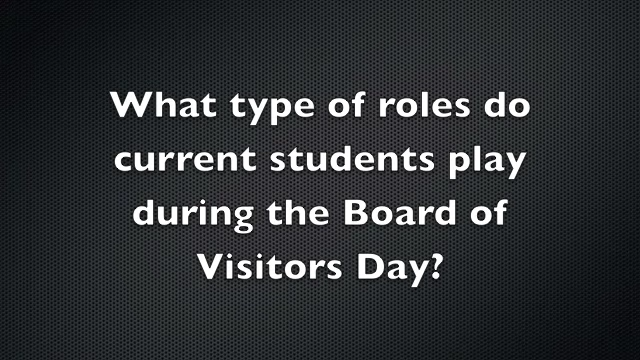 What type of roles do
current students play
during the Board of
Visitors Day?